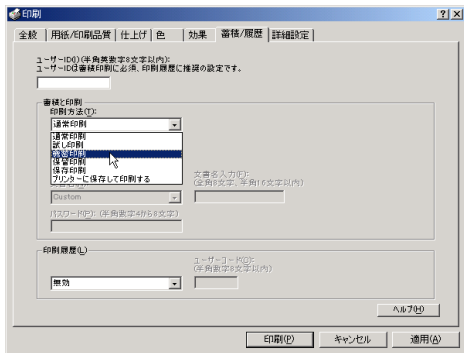 印刷
全般 用紙/印刷品質 仕上げ 色 効果 蓄積/履歴 詳細設定
ユーザーID(I)(半角英数字8文字以内):
ユーザーIDは蓄積印刷に必須、印刷履歴に推奨の設定です。
蓄積と印刷
印刷方法(T):
通常印刷
通常印刷
試し印刷
機密印刷
保留印刷
保存印刷
プリンターに保存して印刷する
文書名入力(F):
(全角8文字、半角16文字以内)
Custom
パスワード(P): (半角数字4から8文字)
印刷履歴(L)
ユーザーコード(C):
(半角数字8文字以内)
無効
ヘルプ(H)
印刷(P) キャンセル 適用(A)